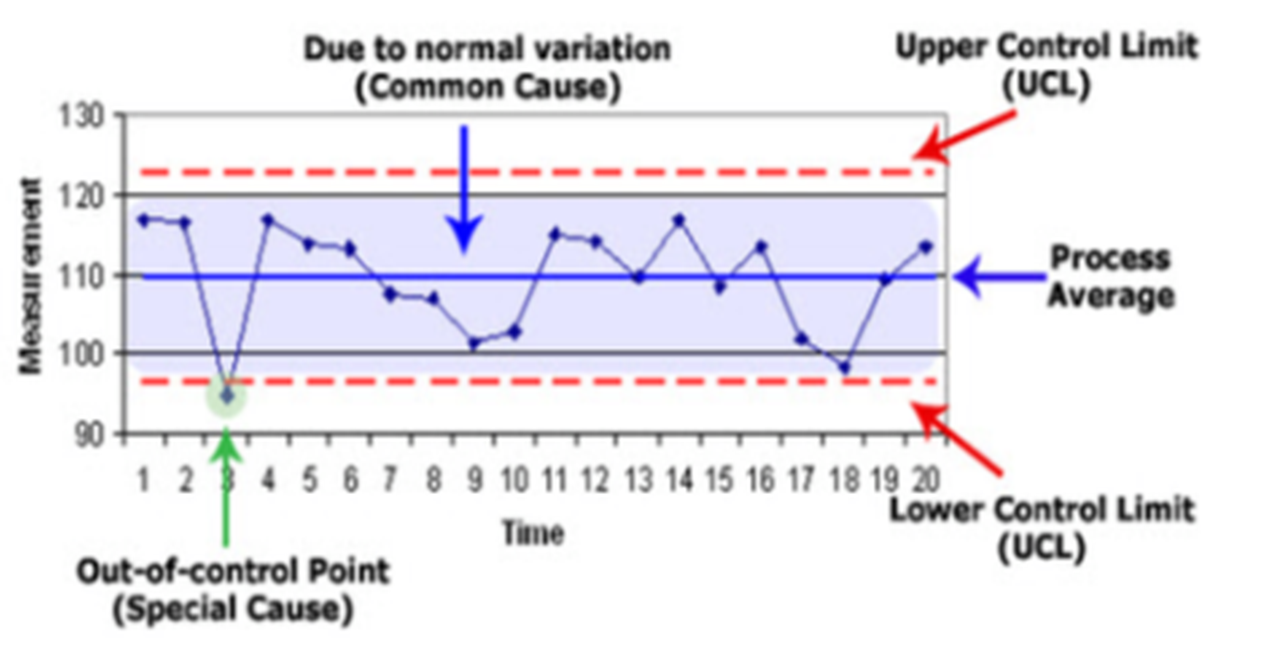 Due to normal variation
(Common Cause)
Upper Control Limit
(UCL)
130
120
110
100
90
Measurement
Process
Average
1 2 3 4 5 6 7 8 9 10 11 12 13 14 15 16 17 18 19 20
Time
Lower Control Limit
(UCL)
Out-of-control Point
(Special Cause)